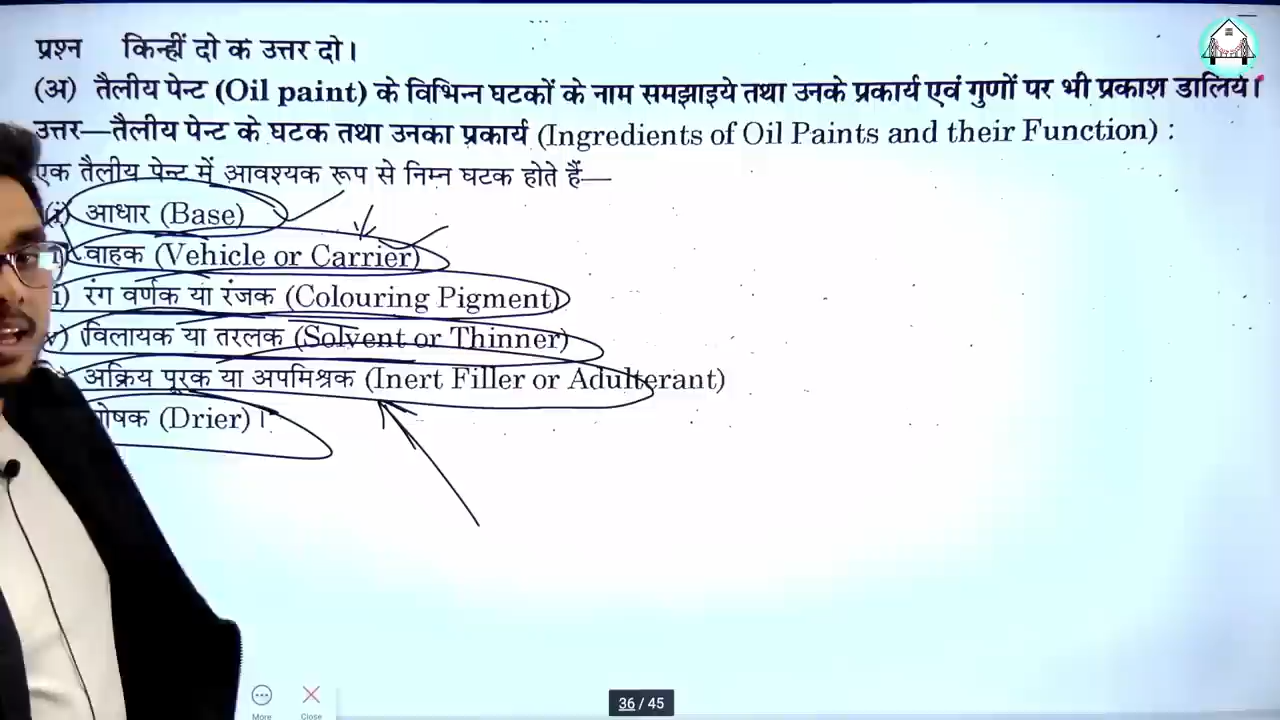 प्रश्न किन्हीं दो क उत्तर दो।
(अ) तैलीय पेन्ट (Oil paint) के विभिन्न घटकों के नाम समझाइये तथा उनके प्रकार्य एवं गुणों पर भी प्रकाश डालिये।
उत्तर—तैलीय पेन्ट के घटक तथा उनका प्रकार्य (Ingredients of Oil Paints and their Function) :
एक तैलीय पेन्ट में आवश्यक रूप से निम्न घटक होते हैं—
(i) आधार (Base)
वाहक (Vehicle or Carrier)
रंग वर्णक या रंजक (Colouring Pigment)
विलायक या तरलक (Solvent or Thinner)
अक्रिय पूरक या अपमिश्रक (Inert Filler or Adulterant)
(Drier)।
More Close
36 / 45